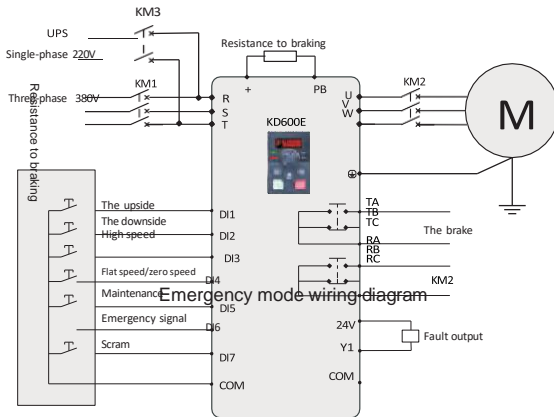 KM3
UPS
Single-phase 220V
Resistance to braking
+
PB
KM1
Three-phase 380V
R
S
T
KD600E
U
V
W
KM2
M
Resistance to braking
The upside
DI1
The downside
DI2
High speed
DI3
Flat speed/zero speed
DI4
Maintenance
DI5
Emergency signal
DI6
Scram
DI7
COM
TA
TB
TC
The brake
RA
RB
RC
KM2
Emergency mode wiring diagram
24V
Y1
Fault output
COM